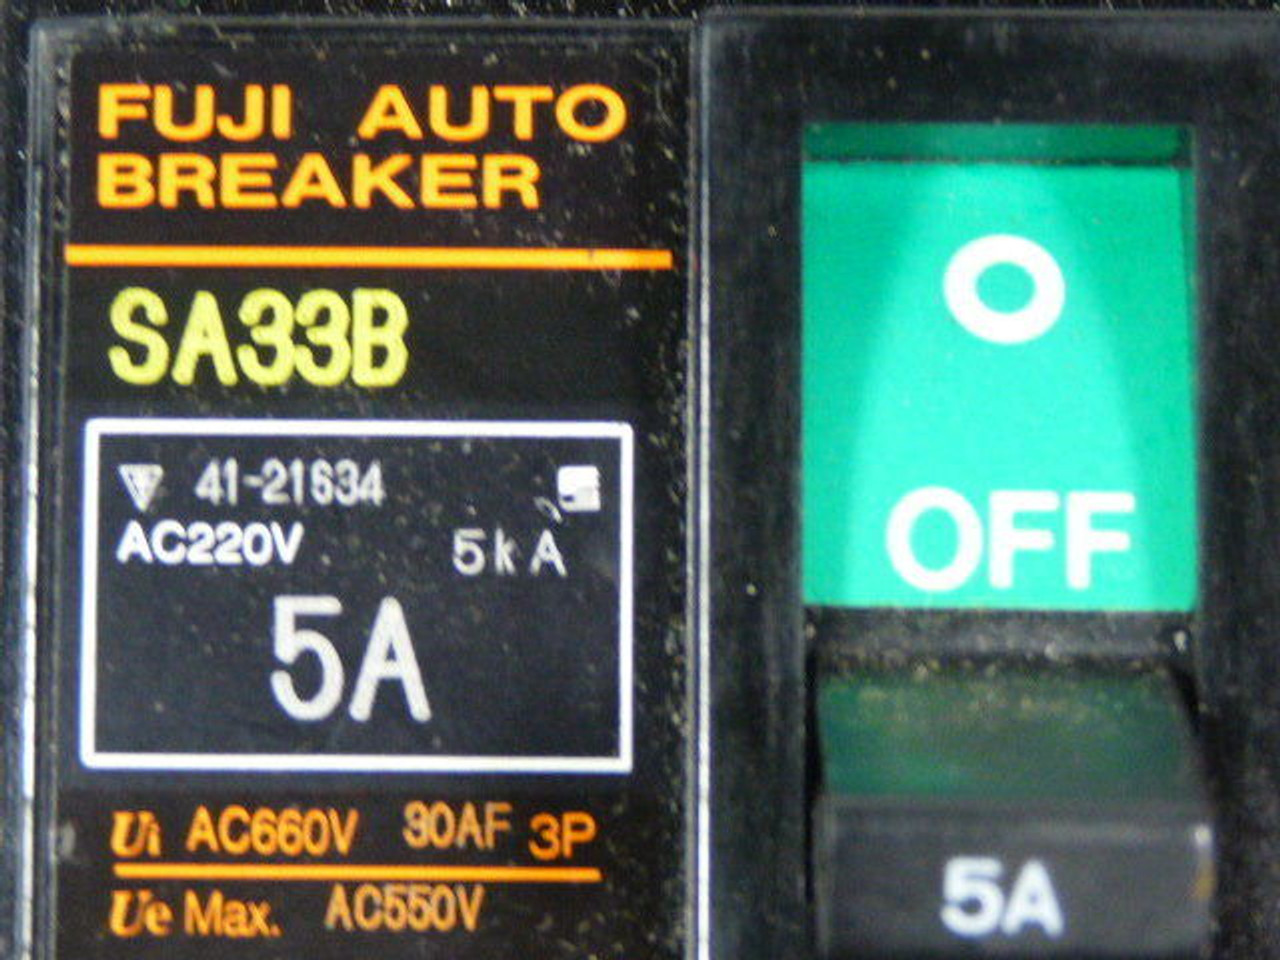 FUJI AUTO
BREAKER
SA33B
41-21634
AC220V 5kA
5A
Ui AC660V 30AF 3P
Ue Max. AC550V
O
OFF
5A